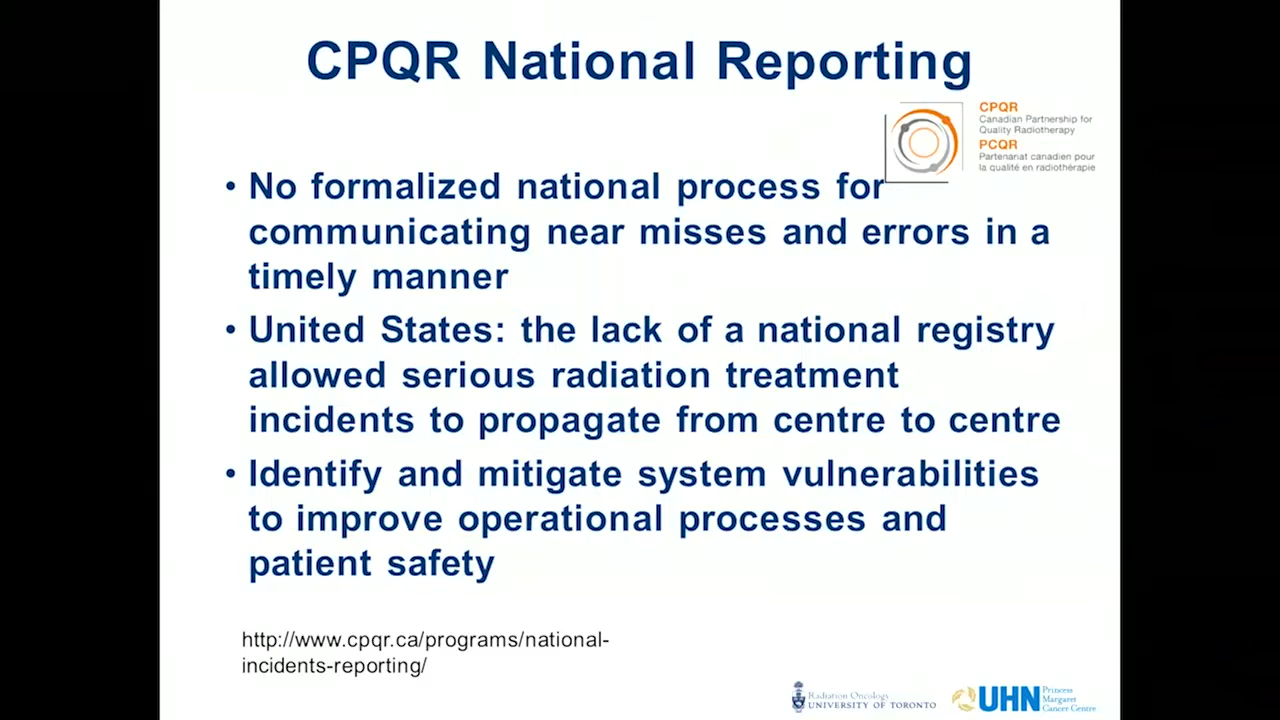 CPQR National Reporting
CPQR
Canadian Partnership for
Quality Radiotherapy
PCQR
Partenariat canadien pour
la qualité en radiothérapie
• No formalized national process for
communicating near misses and errors in a
timely manner
• United States: the lack of a national registry
allowed serious radiation treatment
incidents to propagate from centre to centre
• Identify and mitigate system vulnerabilities
to improve operational processes and
patient safety
http://www.cpqr.ca/programs/national-
incidents-reporting/
Radiation Oncology
UNIVERSITY OF TORONTO
UHN
Princess
Margaret
Cancer Centre